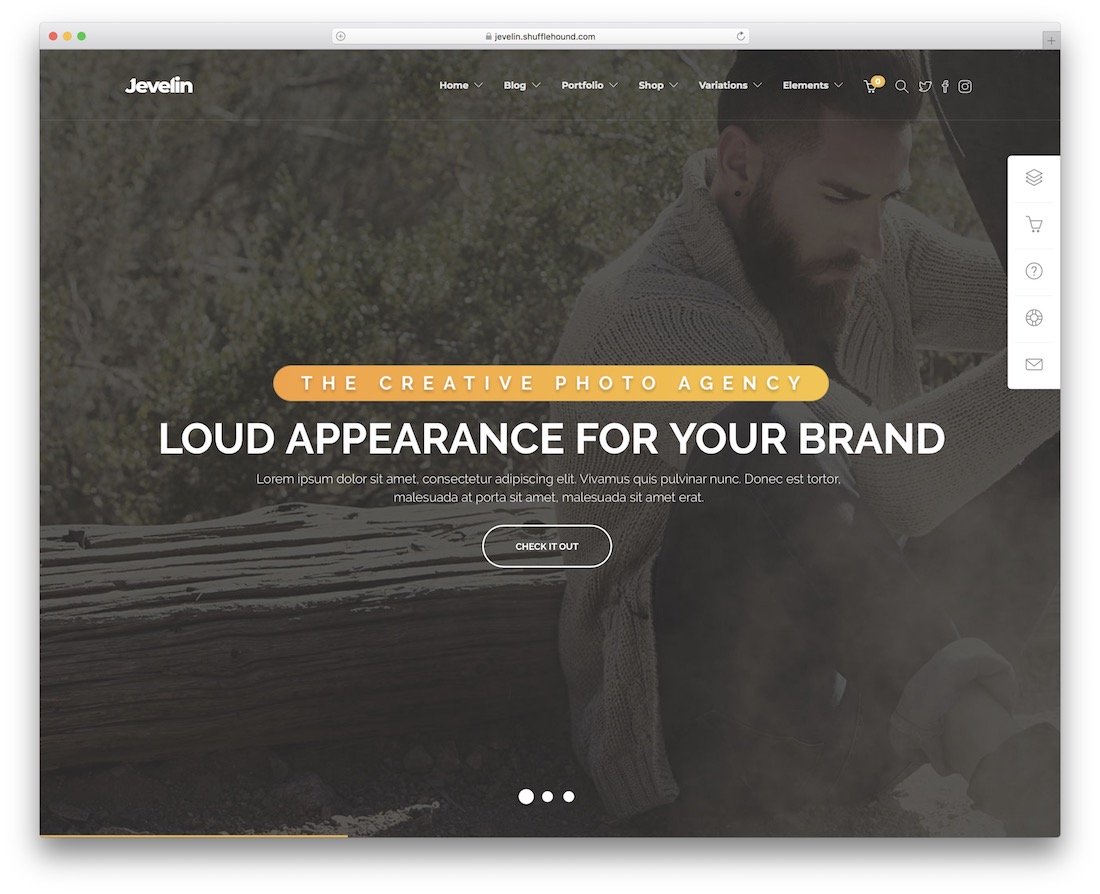 jevelin.shufflehound.com
Jevelin
Home Blog Portfolio Shop Variations Elements 0
THE CREATIVE PHOTO AGENCY
LOUD APPEARANCE FOR YOUR BRAND
Lorem ipsum dolor sit amet, consectetur adipiscing elit. Vivamus quis pulvinar nunc. Donec est tortor,
malesuada at porta sit amet, malesuada sit amet erat.
CHECK IT OUT